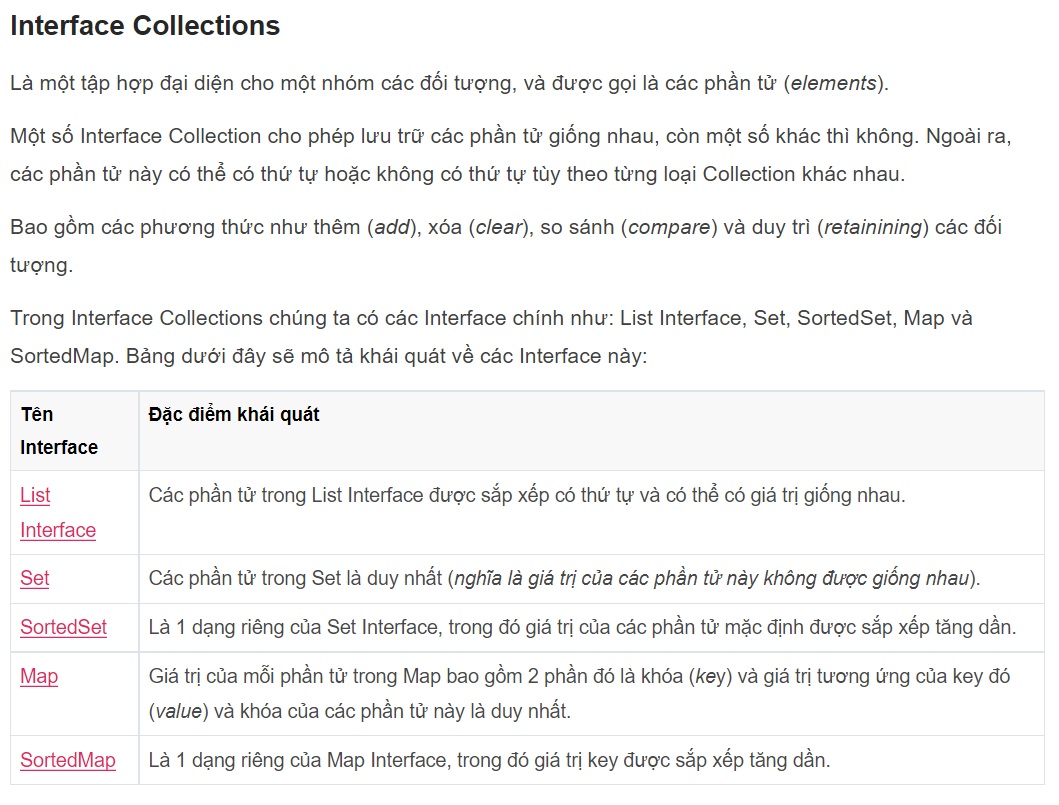 Interface Collections
Là một tập hợp đại diện cho một nhóm các đối tượng, và được gọi là các phần tử (elements).
Một số Interface Collection cho phép lưu trữ các phần tử giống nhau, còn một số khác thì không. Ngoài ra,
các phần tử này có thể có thứ tự hoặc không có thứ tự tùy theo từng loại Collection khác nhau.
Bao gồm các phương thức như thêm (add), xóa (clear), so sánh (compare) và duy trì (retainining) các đối
tượng.
Trong Interface Collections chúng ta có các Interface chính như: List Interface, Set, SortedSet, Map và
SortedMap. Bảng dưới đây sẽ mô tả khái quát về các Interface này:
Tên
Interface
Đặc điểm khái quát
List
Interface
Các phần tử trong List Interface được sắp xếp có thứ tự và có thể có giá trị giống nhau.
Set
Các phần tử trong Set là duy nhất (nghĩa là giá trị của các phần tử này không được giống nhau).
SortedSet
Là 1 dạng riêng của Set Interface, trong đó giá trị của các phần tử mặc định được sắp xếp tăng dần.
Map
Giá trị của mỗi phần tử trong Map bao gồm 2 phần đó là khóa (key) và giá trị tương ứng của key đó
(value) và khóa của các phần tử này là duy nhất.
SortedMap
Là 1 dạng riêng của Map Interface, trong đó giá trị key được sắp xếp tăng dần.